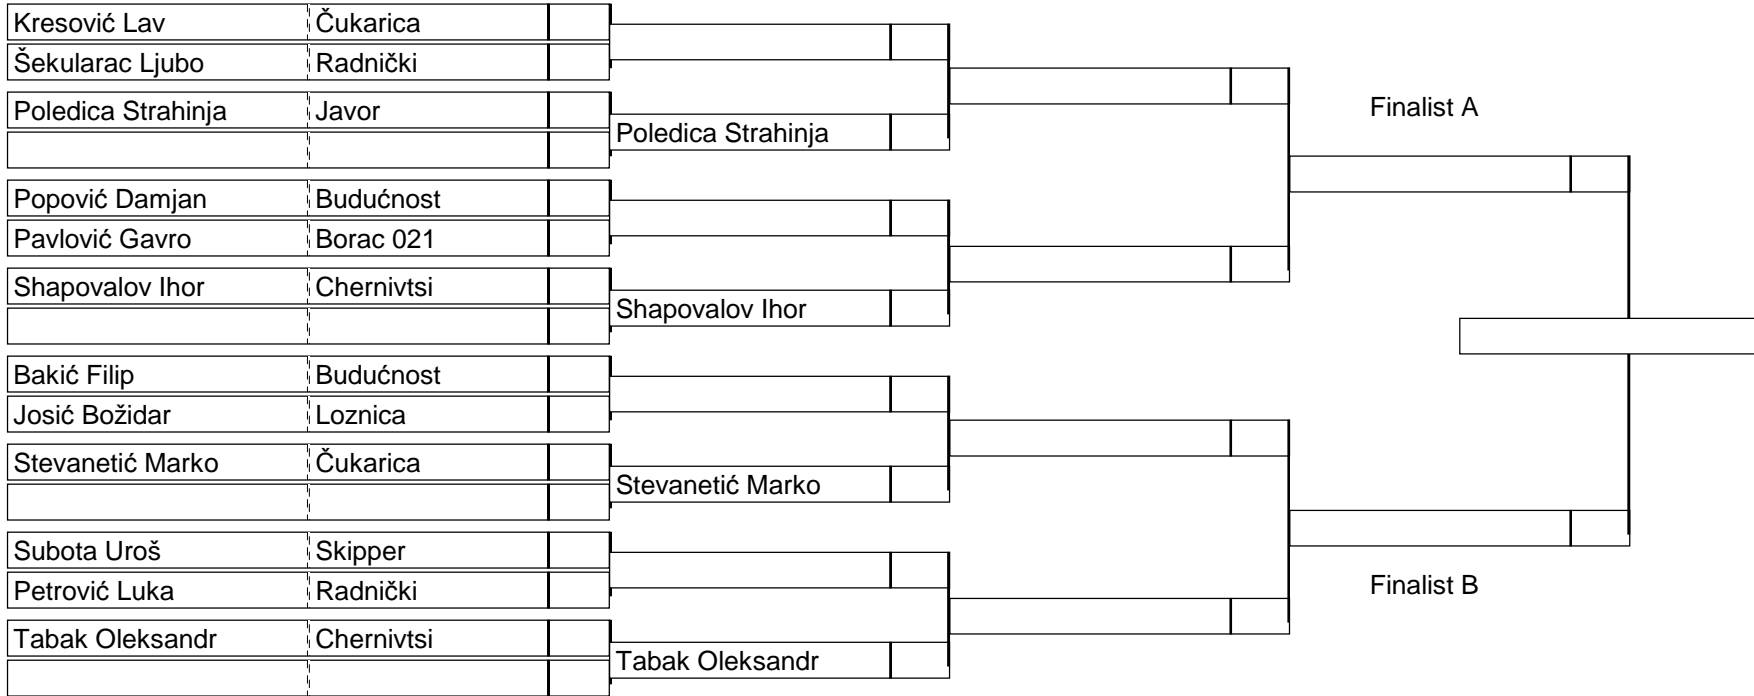 Kresović Lav Čukarica
Šekularac Ljubo Radnički
Poledica Strahinja Javor
Finalist A
Poledica Strahinja
Popović Damjan Budućnost
Pavlović Gavro Borac 021
Shapovalov Ihor Chernivtsi
Shapovalov Ihor
Bakić Filip Budućnost
Josić Božidar Loznica
Stevanetić Marko Čukarica
Stevanetić Marko
Subota Uroš Skipper
Petrović Luka Radnički
Finalist B
Tabak Oleksandr Chernivtsi
Tabak Oleksandr